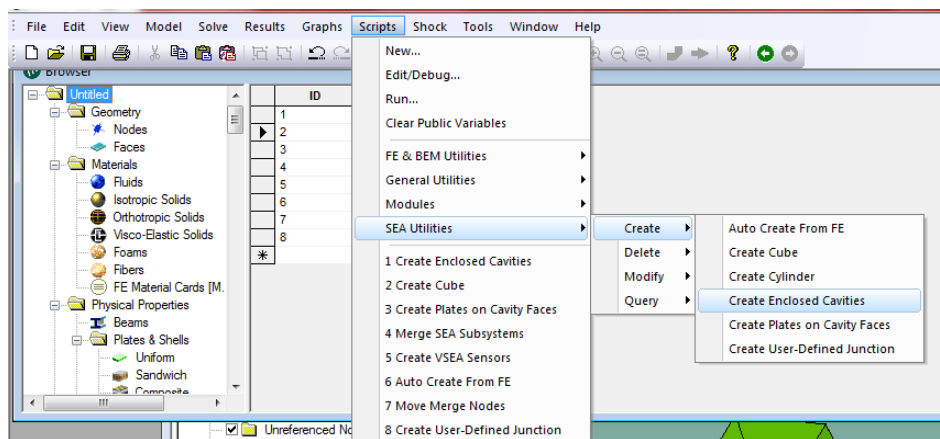 File Edit View Model Solve Results Graphs Scripts Shock Tools Window Help
Browser
Untitled
Geometry
Nodes
Faces
Materials
Fluids
Isotropic Solids
Orthotropic Solids
Visco-Elastic Solids
Foams
Fibers
FE Material Cards [M.
Physical Properties
Beams
Plates & Shells
Uniform
Sandwich
Composite
ID
1
2
3
4
5
6
7
8
New...
Edit/Debug...
Run...
Clear Public Variables
FE & BEM Utilities
General Utilities
Modules
SEA Utilities
1 Create Enclosed Cavities
2 Create Cube
3 Create Plates on Cavity Faces
4 Merge SEA Subsystems
5 Create VSEA Sensors
6 Auto Create From FE
7 Move Merge Nodes
8 Create User-Defined Junction
Create
Delete
Modify
Query
Auto Create From FE
Create Cube
Create Cylinder
Create Enclosed Cavities
Create Plates on Cavity Faces
Create User-Defined Junction
Unreferenced No